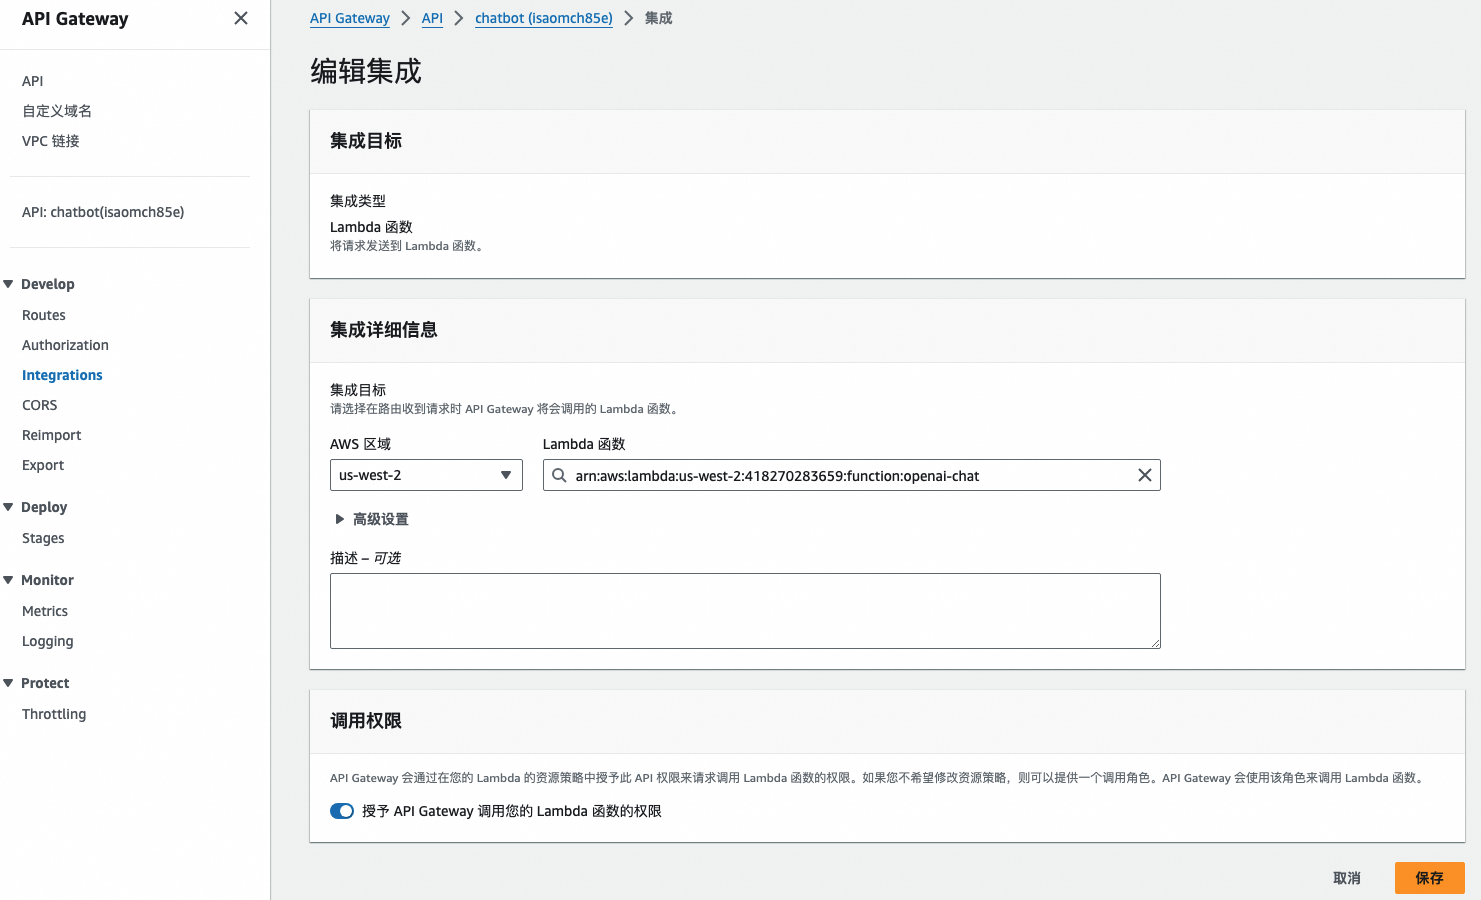 API Gateway
API
自定义域名
VPC 链接
API: chatbot(isaomch85e)
Develop
Routes
Authorization
Integrations
CORS
Reimport
Export
Deploy
Stages
Monitor
Metrics
Logging
Protect
Throttling
API Gateway > API > chatbot (isaomch85e) > 集成
编辑集成
集成目标
集成类型
Lambda 函数
将请求发送到 Lambda 函数。
集成详细信息
集成目标
请选择在路由收到请求时 API Gateway 将会调用的 Lambda 函数。
AWS 区域
us-west-2
Lambda 函数
arn:aws:lambda:us-west-2:418270283659:function:openai-chat
高级设置
描述 – 可选
调用权限
API Gateway 会通过在您的 Lambda 的资源策略中授予此 API 权限来请求调用 Lambda 函数的权限。如果您不希望修改资源策略，则可以提供一个调用角色。API Gateway 会使用该角色来调用 Lambda 函数。
授予 API Gateway 调用您的 Lambda 函数的权限
取消
保存